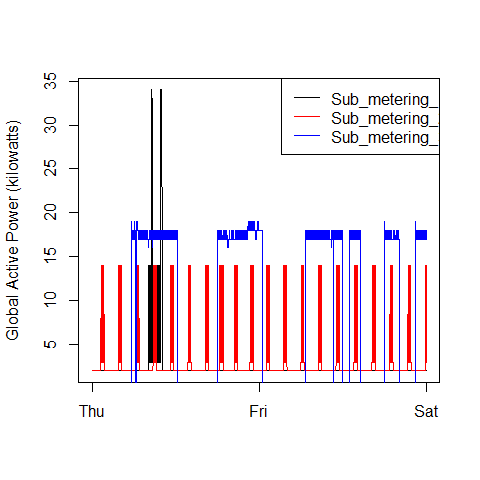 Global Active Power (kilowatts)
35
30
25
20
15
10
5
Sub_metering_
Sub_metering_
Sub_metering_
Thu Fri Sat